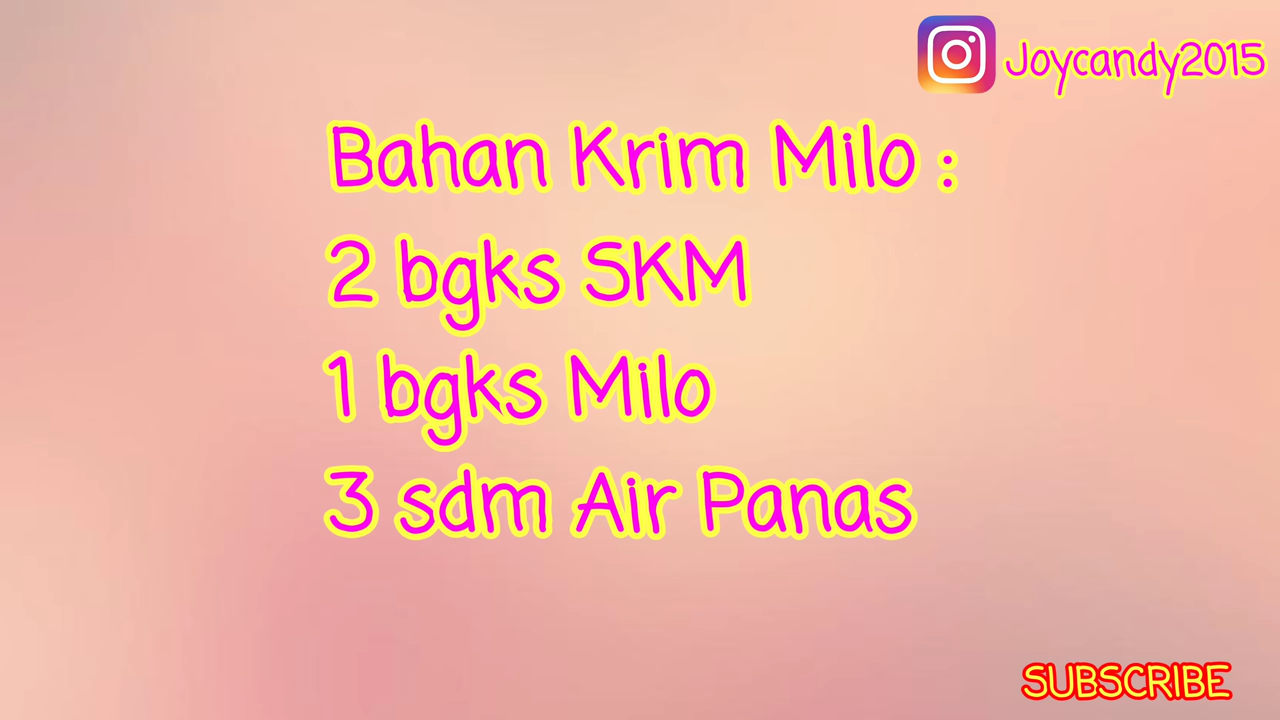 Joycandy2015
Bahan Krim Milo :
2 bgks SKM
1 bgks Milo
3 sdm Air Panas
SUBSCRIBE